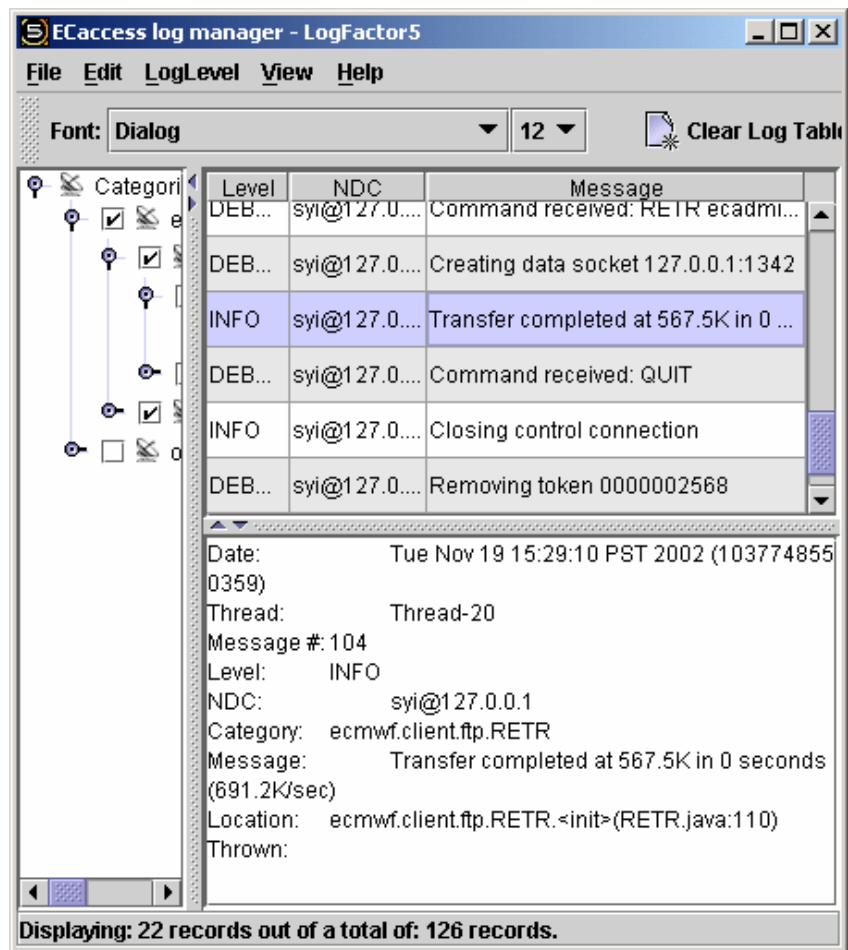 ECaccess log manager - LogFactor5
File Edit LogLevel View Help
Font: Dialog 12 Clear Log Table
Categori
Level NDC Message
DEB... syi@127.0.... Command received: RETR ecadmi...
DEB... syi@127.0.... Creating data socket 127.0.0.1:1342
INFO syi@127.0.... Transfer completed at 567.5K in 0 ...
DEB... syi@127.0.... Command received: QUIT
INFO syi@127.0.... Closing control connection
DEB... syi@127.0.... Removing token 0000002568
e
o
Date: Tue Nov 19 15:29:10 PST 2002 (103774855
0359)
Thread: Thread-20
Message #: 104
Level: INFO
NDC: syi@127.0.0.1
Category: ecmwf.client.ftp.RETR
Message: Transfer completed at 567.5K in 0 seconds
(691.2K/sec)
Location: ecmwf.client.ftp.RETR.<init>(RETR.java:110)
Thrown:
Displaying: 22 records out of a total of: 126 records.